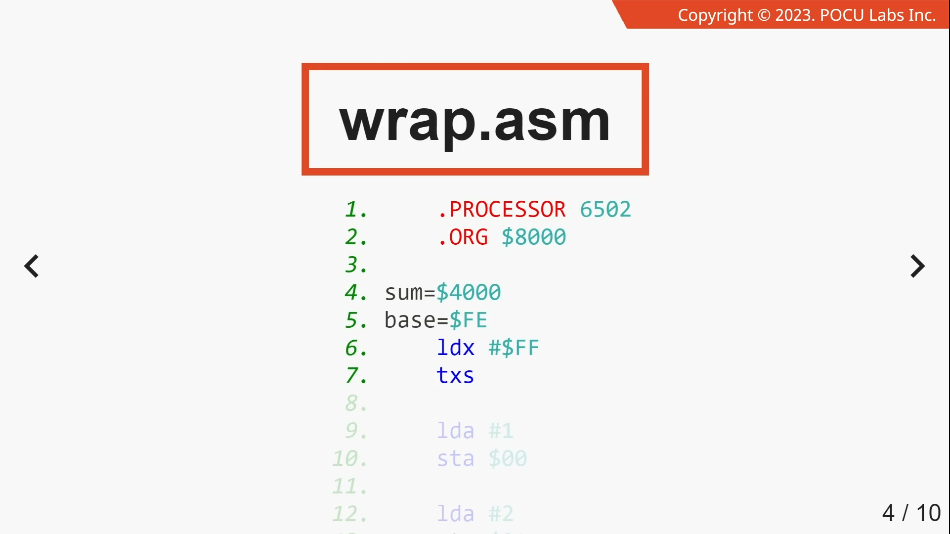 Copyright © 2023. POCU Labs Inc.
wrap.asm
1. .PROCESSOR 6502
2. .ORG $8000
3.
4. sum=$4000
5. base=$FE
6. ldx #$FF
7. txs
8.
9. lda #1
10. sta $00
11.
12. lda #2
4 / 10